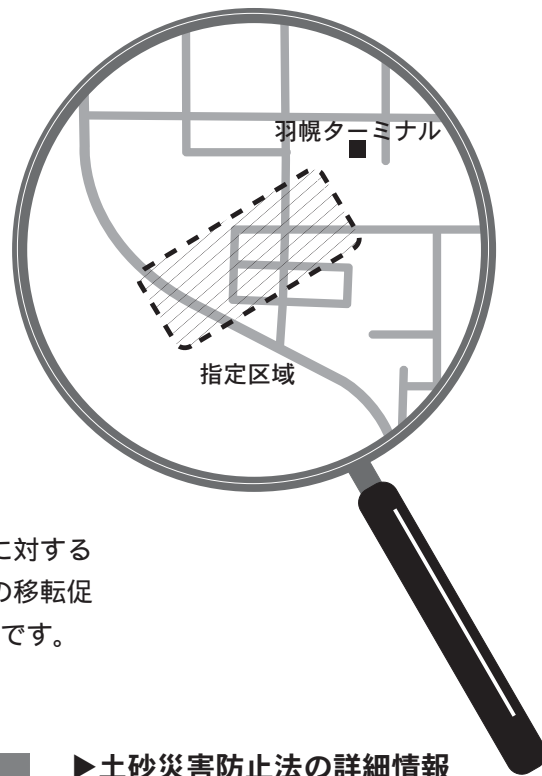 羽幌ターミナル
指定区域
に対する
の移転促
です。
▶土砂災害防止法の詳細情報